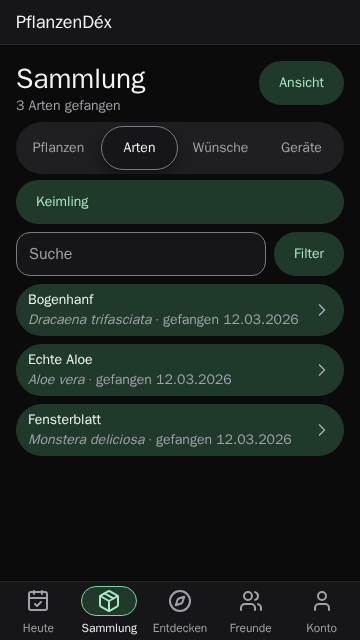 PflanzenDéx
Sammlung
Ansicht
3 Arten gefangen
Pflanzen Arten Wünsche Geräte
Keimling
Suche Filter
Bogenhanf
Dracaena trifasciata · gefangen 12.03.2026
Echte Aloe
Aloe vera · gefangen 12.03.2026
Fensterblatt
Monstera deliciosa · gefangen 12.03.2026
Heute Sammlung Entdecken Freunde Konto